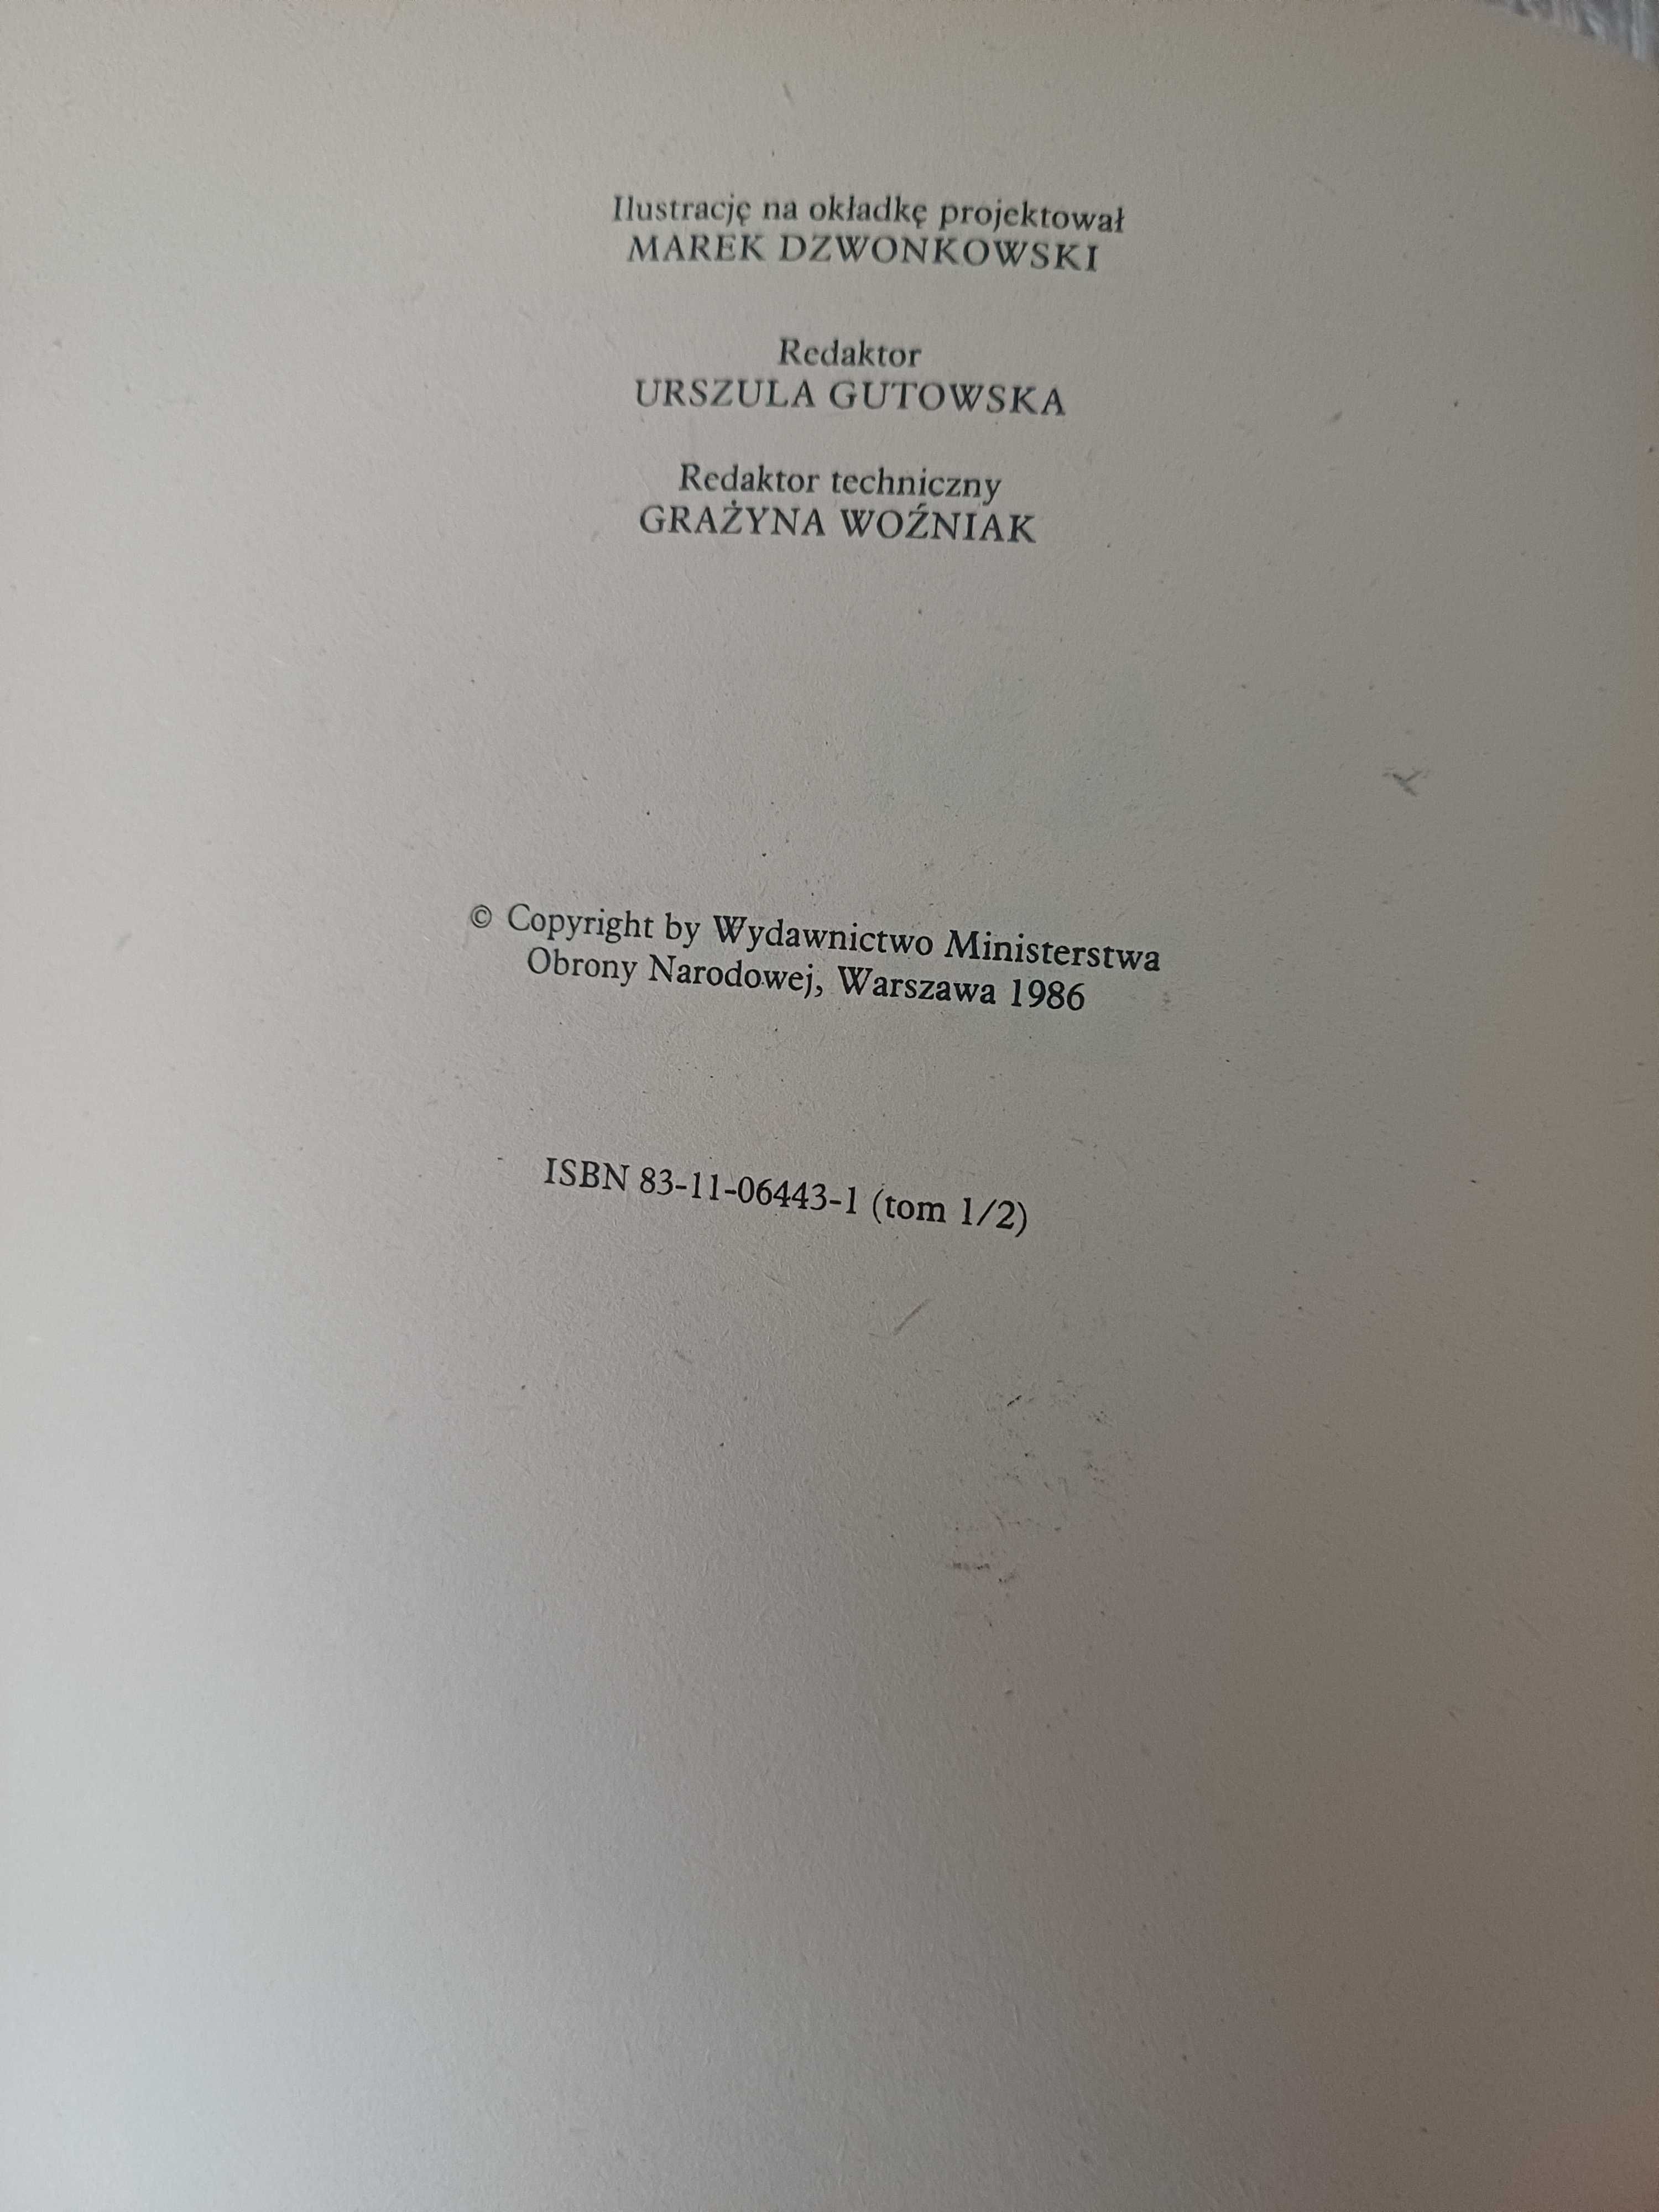 Ilustrację na okładkę projektował
MAREK DZWONKOWSKI
Redaktor
URSZULA GUTOWSKA
Redaktor techniczny
GRAŻYNA WOŹNIAK
© Copyright by Wydawnictwo Ministerstwa
Obrony Narodowej, Warszawa 1986
ISBN 83-11-06443-1 (tom 1/2)